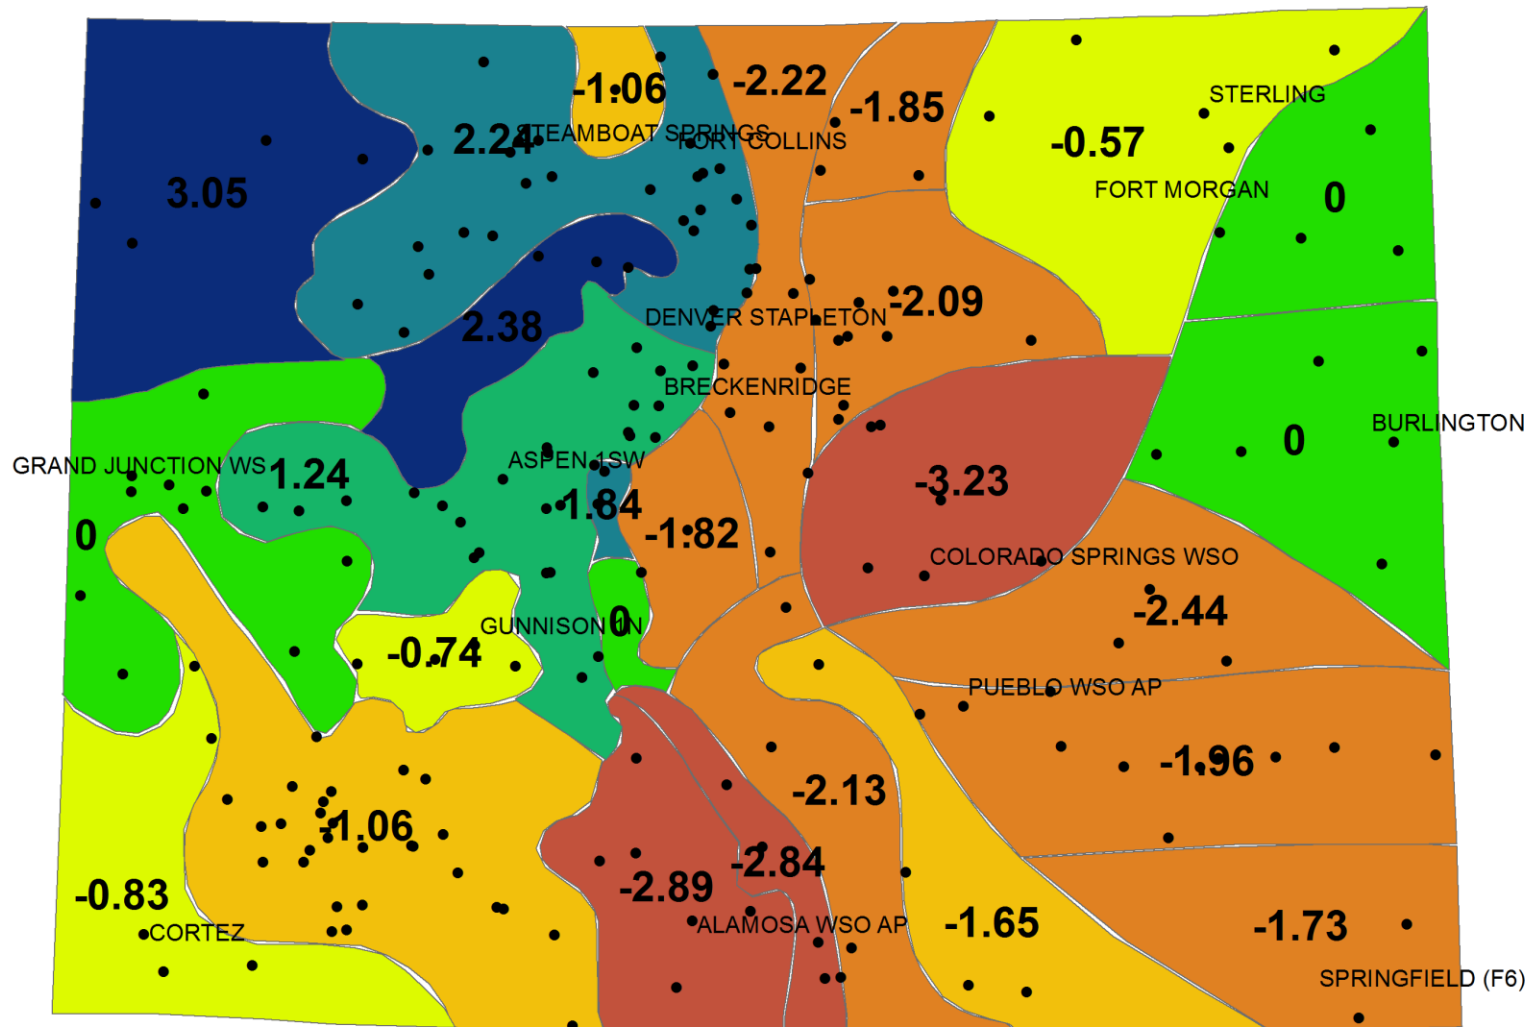 -1.06
-2.22
-1.85
STERLING
2.24
STEAMBOAT SPRINGS
FORT COLLINS
-0.57
3.05
FORT MORGAN
0
2.38
DENVER STAPLETON
-2.09
BRECKENRIDGE
BURLINGTON
0
GRAND JUNCTION WS
1.24
ASPEN 1SW
-3.23
1.84
-1.82
0
COLORADO SPRINGS WSO
-2.44
GUNNISON 1N
0
-0.74
PUEBLO WSO AP
-1.96
-2.13
-1.06
-2.84
-2.89
-0.83
CORTEZ
ALAMOSA WSO AP
-1.65
-1.73
SPRINGFIELD (F6)